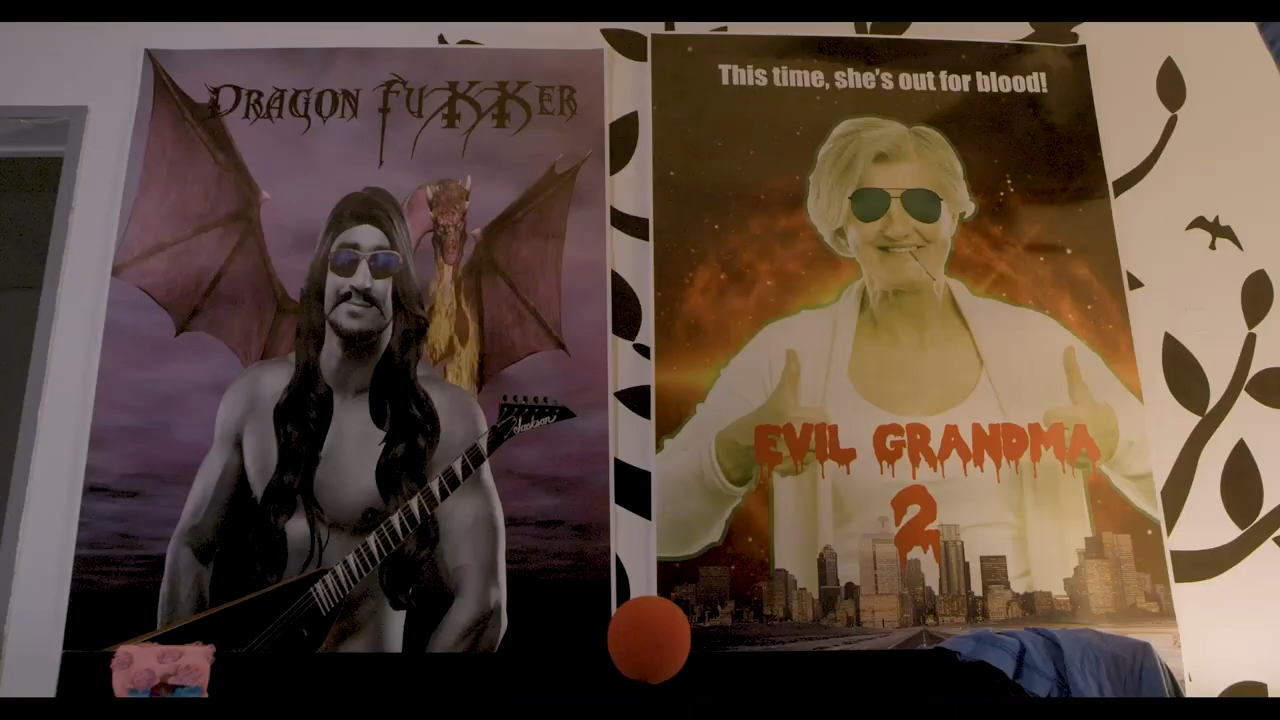 DRAGON FUKKER
Jackson
This time, she's out for blood!
EVIL GRANDMA
2